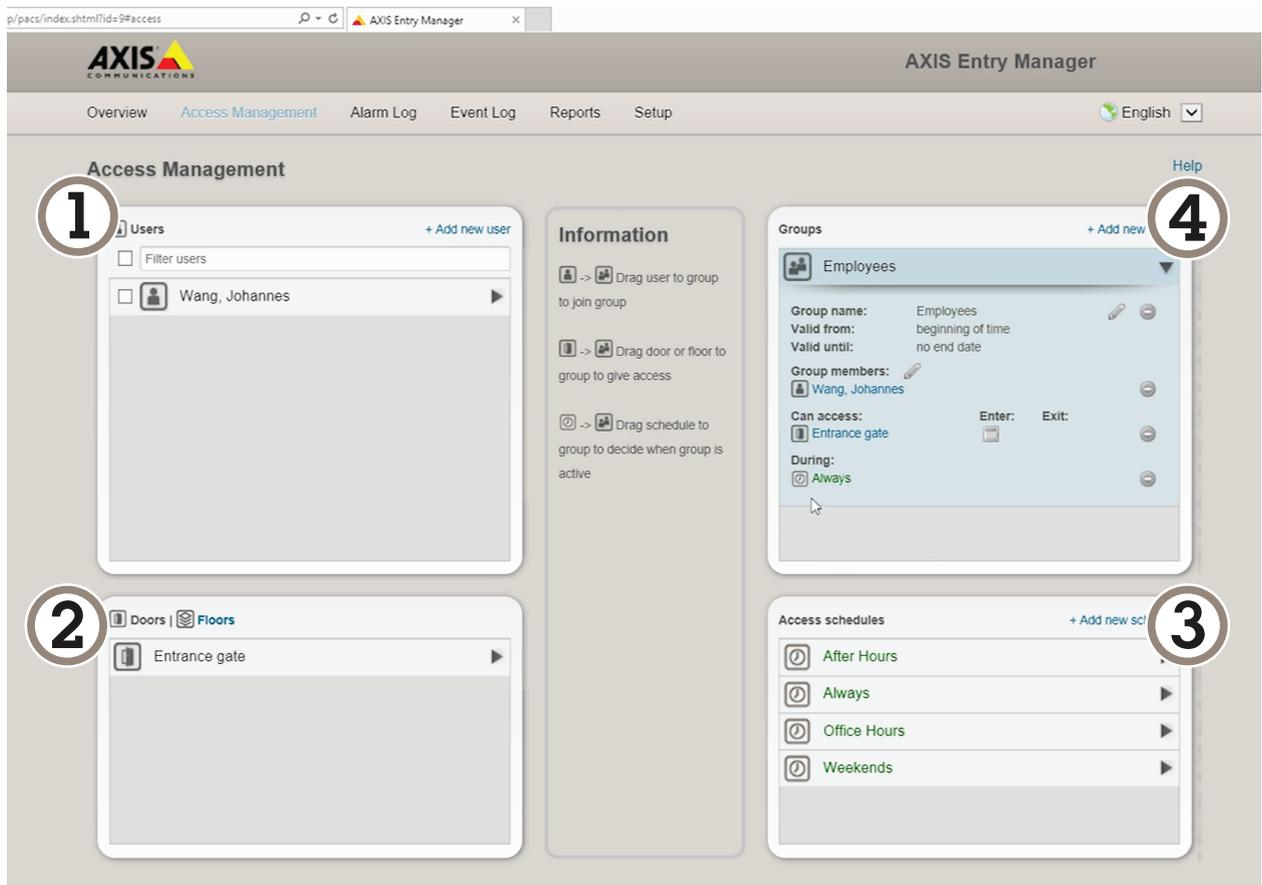 p/pacs/index.shtml?id=9#access
AXIS Entry Manager
AXIS
COMMUNICATIONS
AXIS Entry Manager
Overview Access Management Alarm Log Event Log Reports Setup English
Access Management
Help
1
Users + Add new user
Filter users
Wang, Johannes
Information
-> Drag user to group
to join group
-> Drag door or floor to
group to give access
-> Drag schedule to
group to decide when group is
active
4
Groups + Add new
Employees
Group name: Employees
Valid from: beginning of time
Valid until: no end date
Group members:
Wang, Johannes
Can access: Enter: Exit:
Entrance gate
During:
Always
2
Doors | Floors
Entrance gate
3
Access schedules + Add new sc
After Hours
Always
Office Hours
Weekends